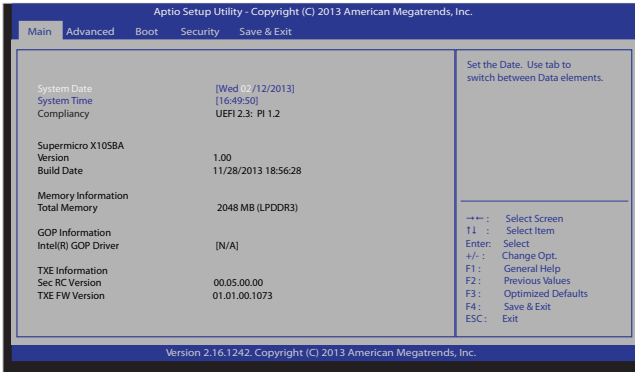 Aptio Setup Utility - Copyright (C) 2013 American Megatrends, Inc.
Main Advanced Boot Security Save & Exit
System Date [Wed 02/12/2013]
System Time [16:49:50]
Compliancy UEFI 2.3: PI 1.2
Supermicro X10SBA
Version 1.00
Build Date 11/28/2013 18:56:28
Memory Information
Total Memory 2048 MB (LPDDR3)
GOP Information
Intel(R) GOP Driver [N/A]
TXE Information
Sec RC Version 00.05.00.00
TXE FW Version 01.01.00.1073
Set the Date. Use tab to
switch between Data elements.
→← : Select Screen
↑↓ : Select Item
Enter: Select
+/- : Change Opt.
F1 : General Help
F2 : Previous Values
F3 : Optimized Defaults
F4 : Save & Exit
ESC : Exit
Version 2.16.1242. Copyright (C) 2013 American Megatrends, Inc.